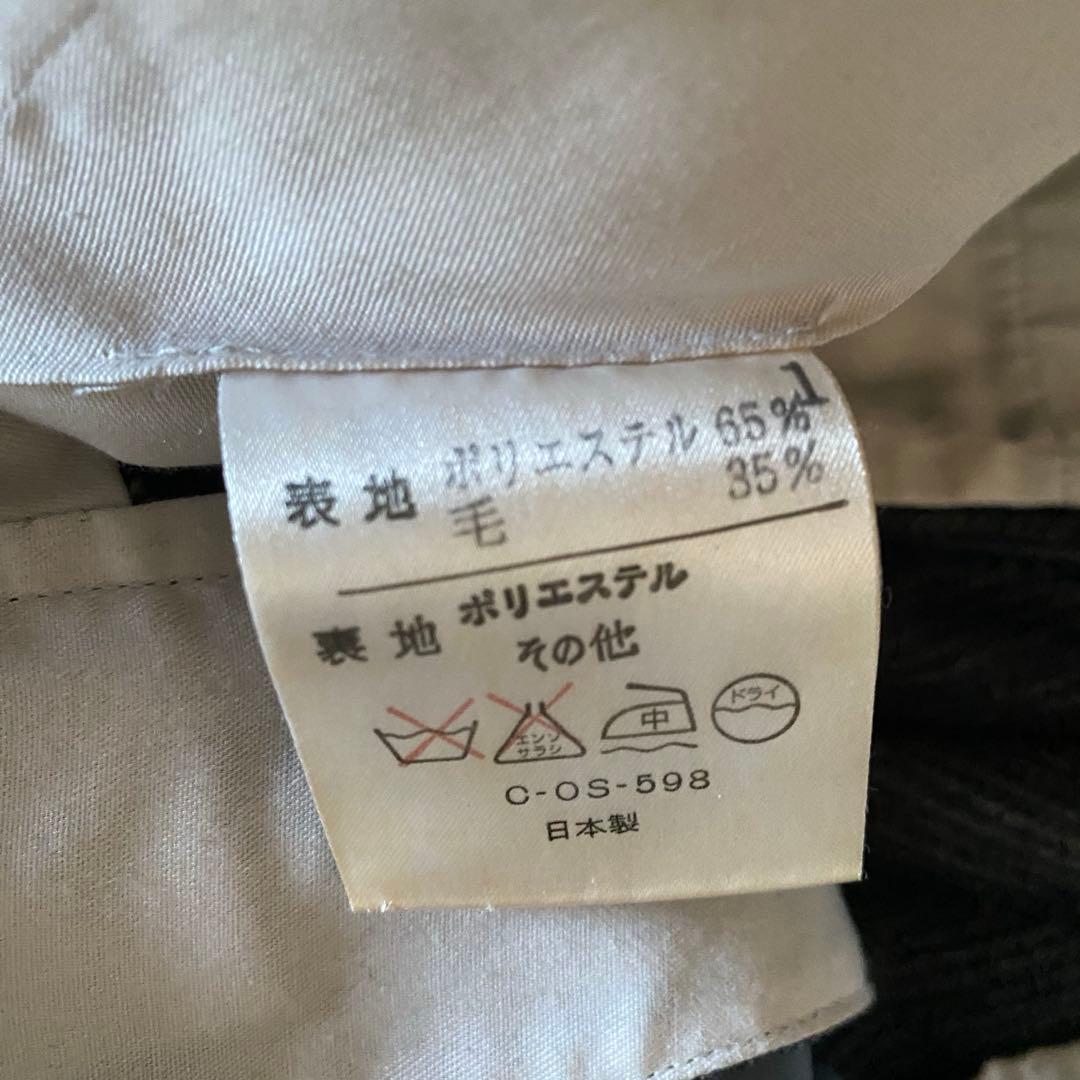 1
表地 ポリエステル 65%
毛 35%
裏地 ポリエステル
その他
エンソ
サラシ
中
ドライ
C-OS-598
日本製